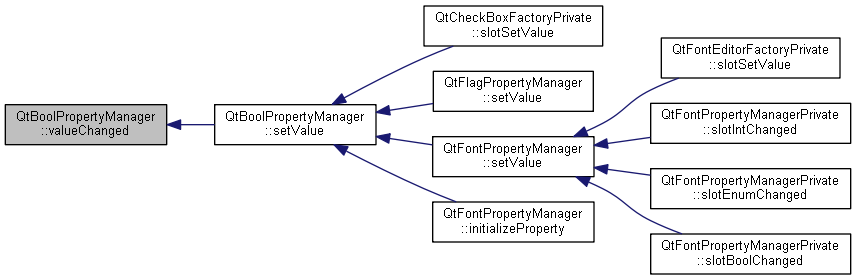 QtBoolPropertyManager
::valueChanged
QtBoolPropertyManager
::setValue
QtCheckBoxFactoryPrivate
::slotSetValue
QtFlagPropertyManager
::setValue
QtFontPropertyManager
::setValue
QtFontPropertyManager
::initializeProperty
QtFontEditorFactoryPrivate
::slotSetValue
QtFontPropertyManagerPrivate
::slotIntChanged
QtFontPropertyManagerPrivate
::slotEnumChanged
QtFontPropertyManagerPrivate
::slotBoolChanged